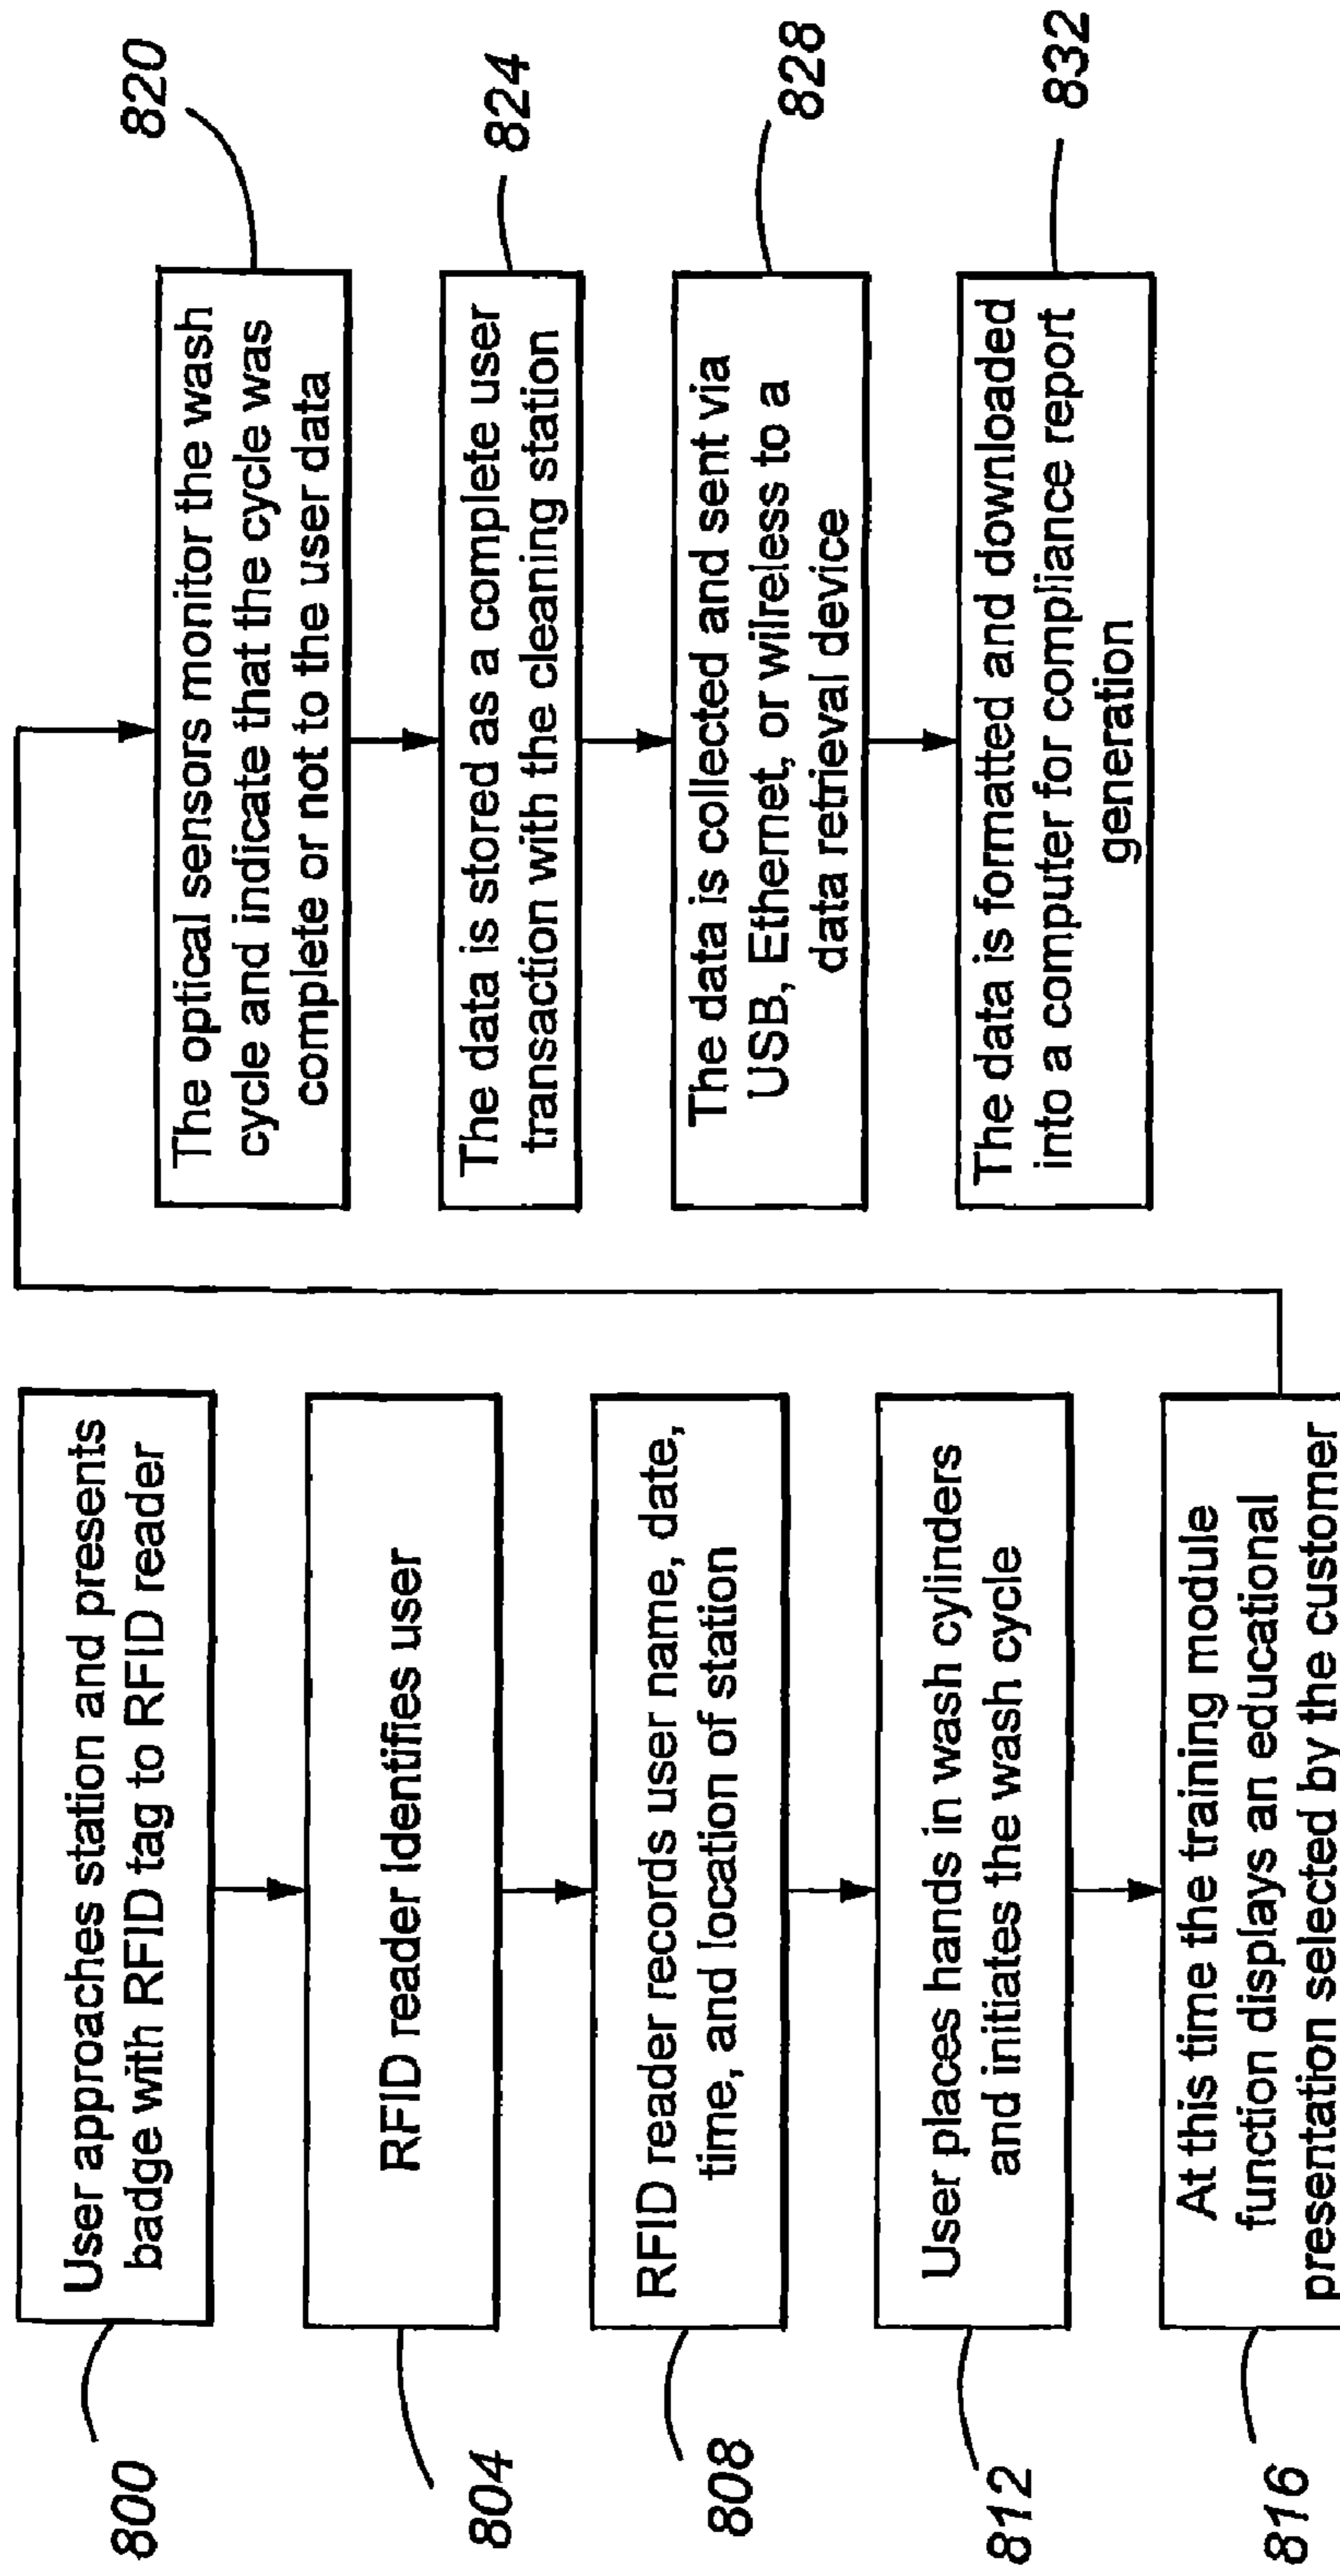 800
User approaches station and presents
badge with RFID tag to RFID reader
804
RFID reader identifies user
808
RFID reader records user name, date,
time, and location of station
812
User places hands in wash cylinders
and initiates the wash cycle
816
At this time the training module
function displays an educational
presentation selected by the customer
820
The optical sensors monitor the wash
cycle and indicate that the cycle was
complete or not to the user data
824
The data is stored as a complete user
transaction with the cleaning station
828
The data is collected and sent via
USB, Ethernet, or wilreless to a
data retrieval device
832
The data is formatted and downloaded
into a computer for compliance report
generation